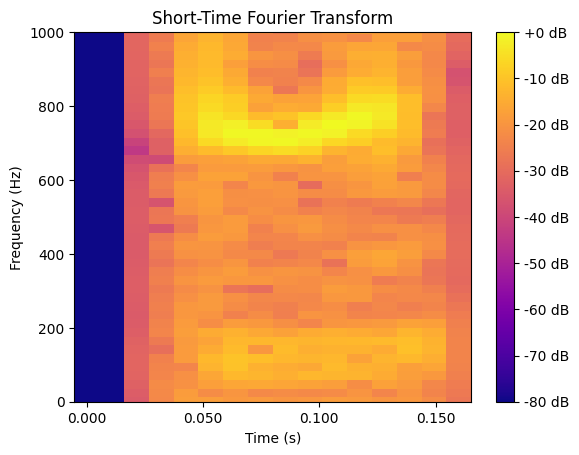 Short-Time Fourier Transform
1000
800
600
400
200
0
Frequency (Hz)
0.000
0.050
0.100
0.150
Time (s)
+0 dB
-10 dB
-20 dB
-30 dB
-40 dB
-50 dB
-60 dB
-70 dB
-80 dB